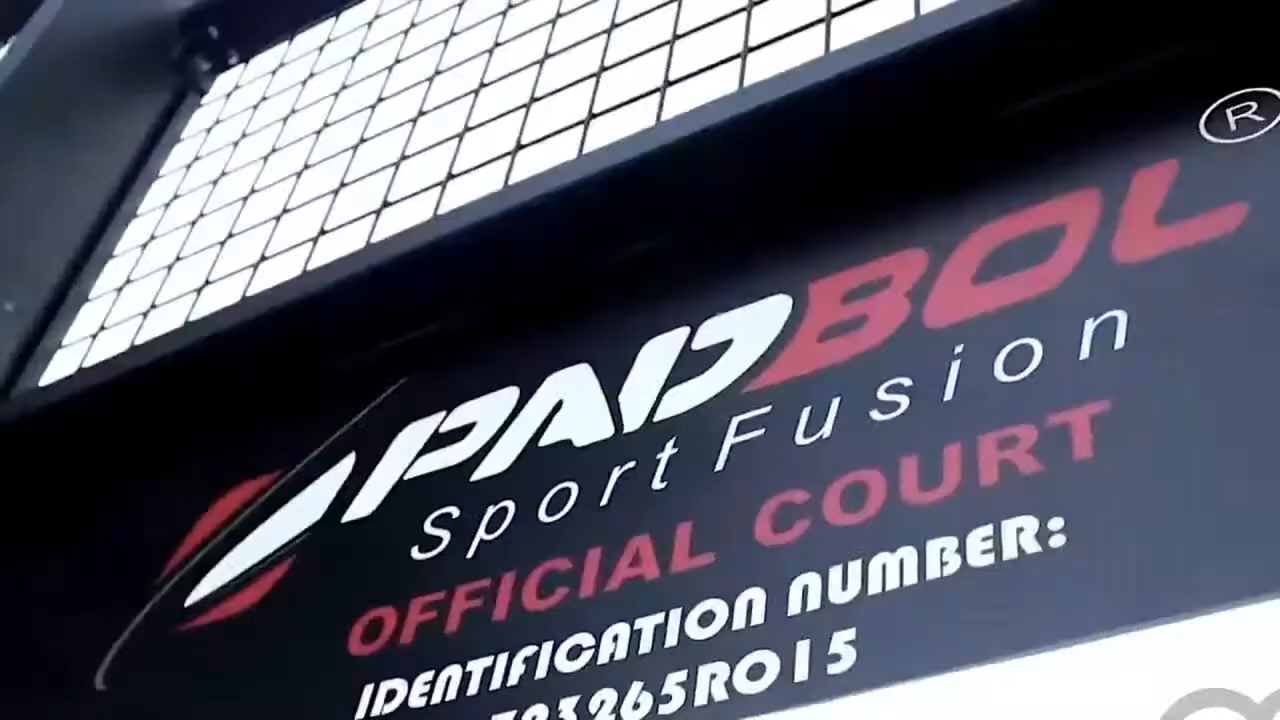 ®
PADBOL
Sport Fusion
OFFICIAL COURT
IDENTIFICATION NUMBER: